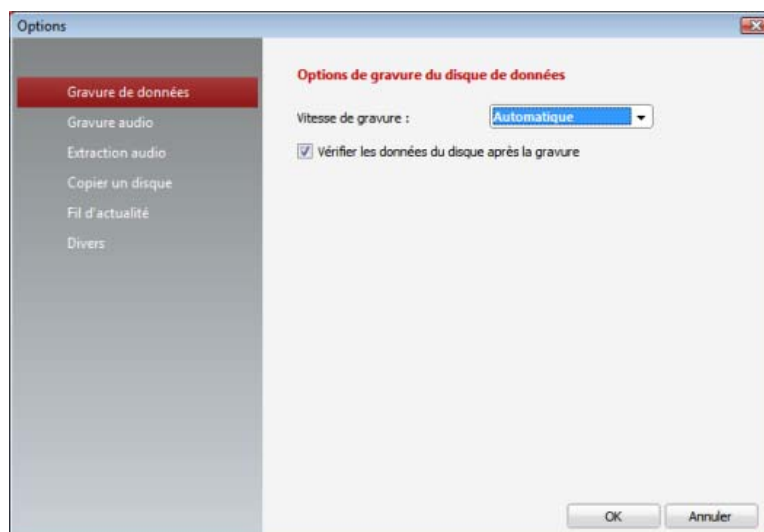 Options
Gravure de données
Gravure audio
Extraction audio
Copier un disque
Fil d'actualité
Divers
Options de gravure du disque de données
Vitesse de gravure : Automatique
Vérifier les données du disque après la gravure
OK Annuler